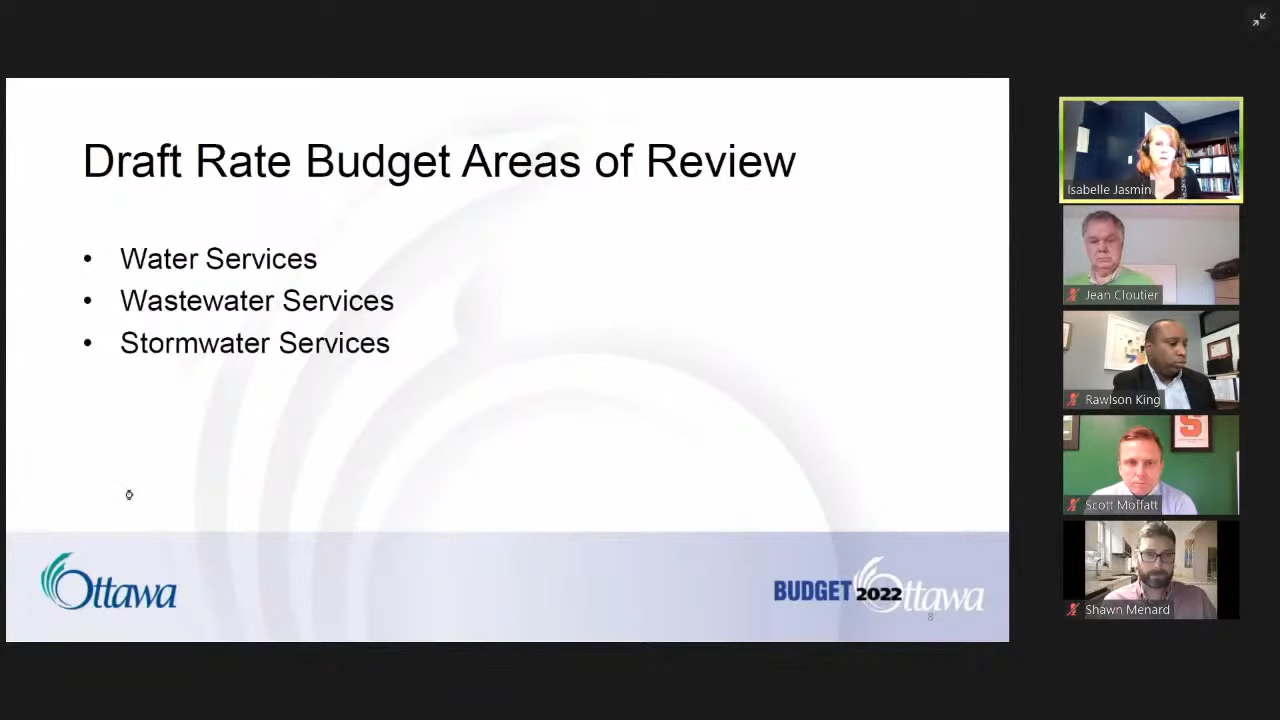 Draft Rate Budget Areas of Review
• Water Services
• Wastewater Services
• Stormwater Services
Ottawa
BUDGET 2022 Ottawa
8
Isabelle Jasmin
Jean Cloutier
Rawlson King
S
Scott Moffatt
Shawn Menard